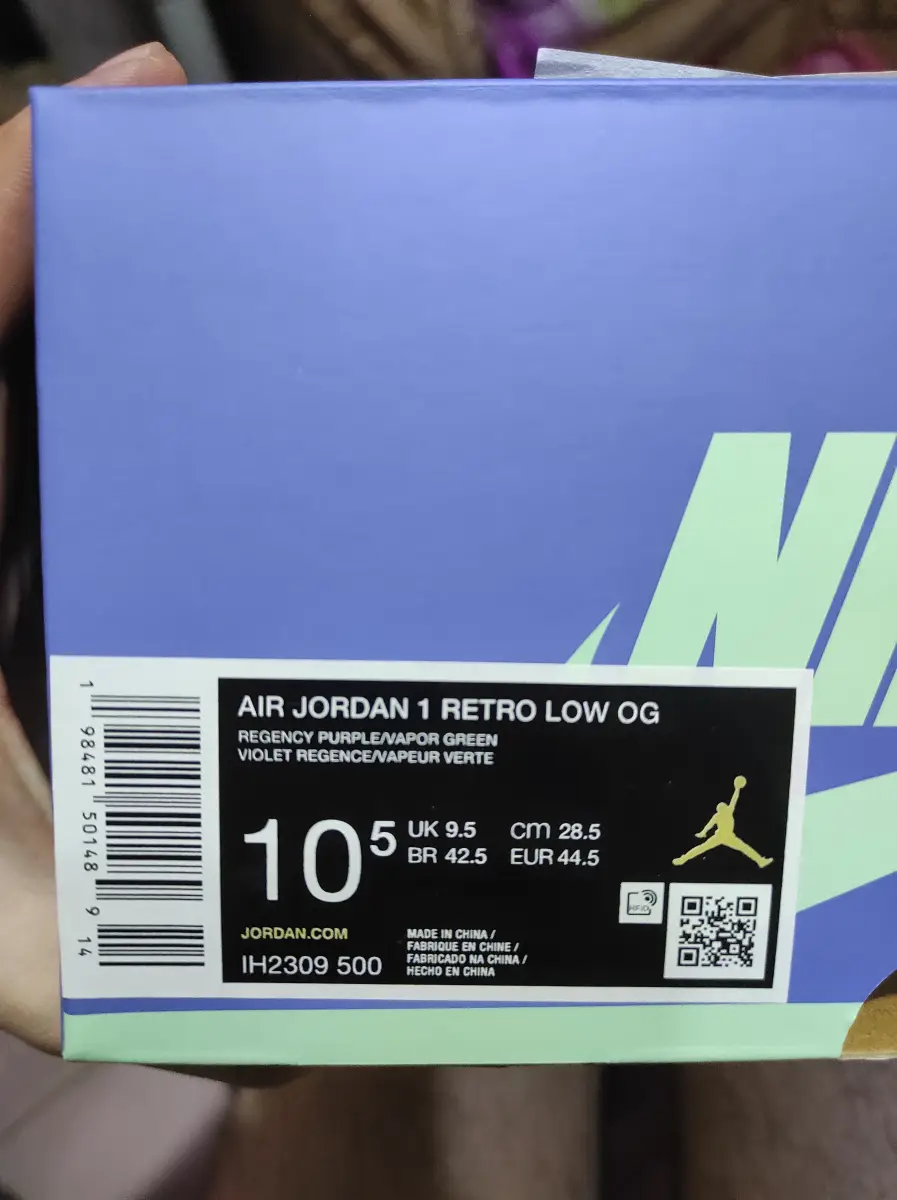 NI
1 98481 50148 9 14
AIR JORDAN 1 RETRO LOW OG
REGENCY PURPLE/VAPOR GREEN
VIOLET REGENCE/VAPEUR VERTE
10⁵ UK 9.5 cm 28.5
BR 42.5 EUR 44.5
RFID
JORDAN.COM
IH2309 500
MADE IN CHINA /
FABRIQUE EN CHINE /
FABRICADO NA CHINA /
HECHO EN CHINA